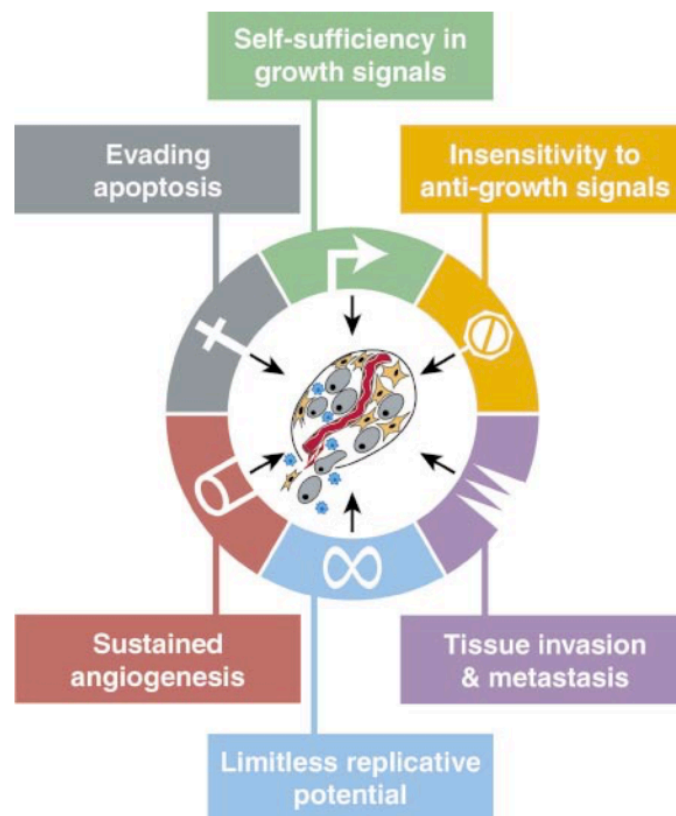 Self-sufficiency in
growth signals
Evading
apoptosis
Insensitivity to
anti-growth signals
Sustained
angiogenesis
Tissue invasion
& metastasis
Limitless replicative
potential